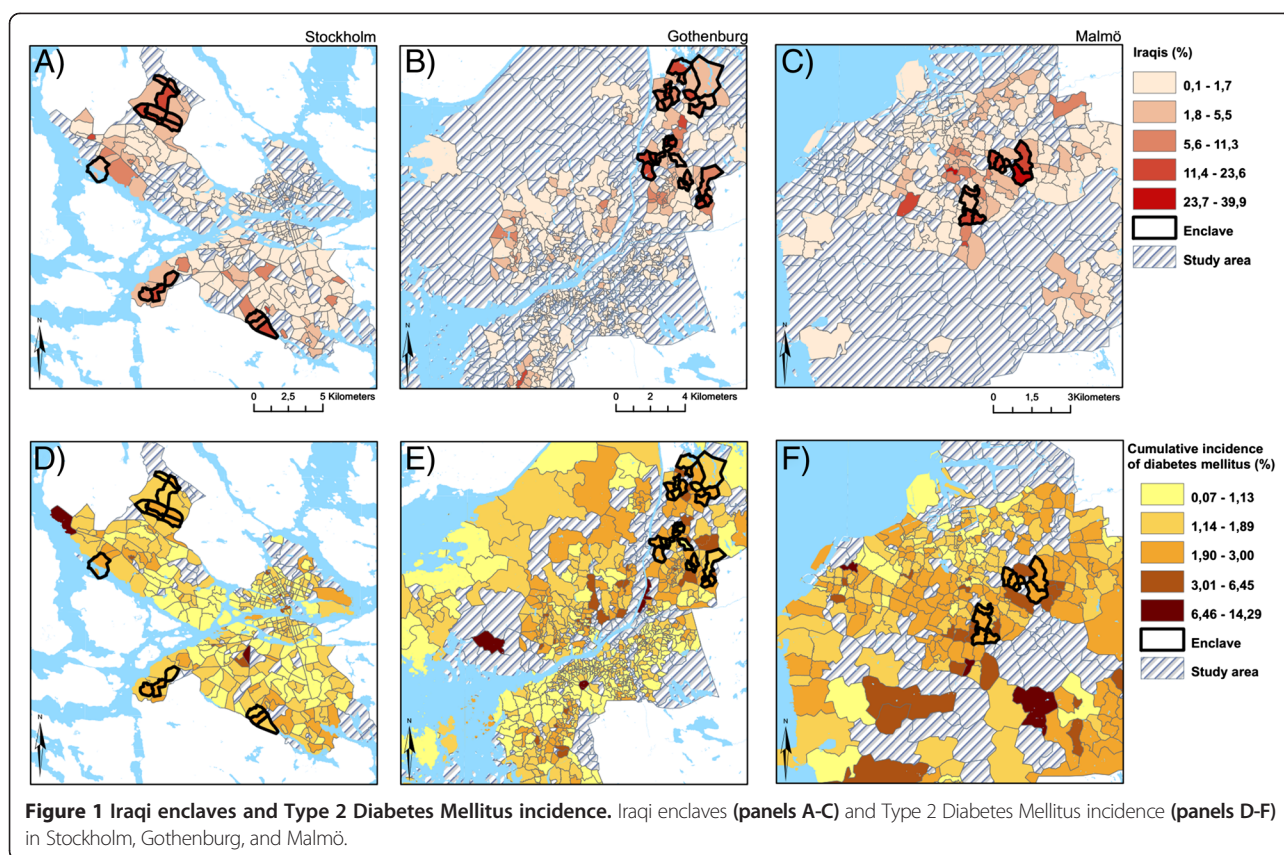 Stockholm
Gothenburg
Malmö
A)
B)
C)
Iraqis (%)
0,1 - 1,7
1,8 - 5,5
5,6 - 11,3
11,4 - 23,6
23,7 - 39,9
Enclave
Study area
N
N
N
0 2,5 5 Kilometers
0 2 4 Kilometers
0 1,5 3 Kilometers
D)
E)
F)
Cumulative incidence
of diabetes mellitus (%)
0,07 - 1,13
1,14 - 1,89
1,90 - 3,00
3,01 - 6,45
6,46 - 14,29
Enclave
Study area
N
N
N
Figure 1 Iraqi enclaves and Type 2 Diabetes Mellitus incidence. Iraqi enclaves (panels A-C) and Type 2 Diabetes Mellitus incidence (panels D-F)
in Stockholm, Gothenburg, and Malmö.